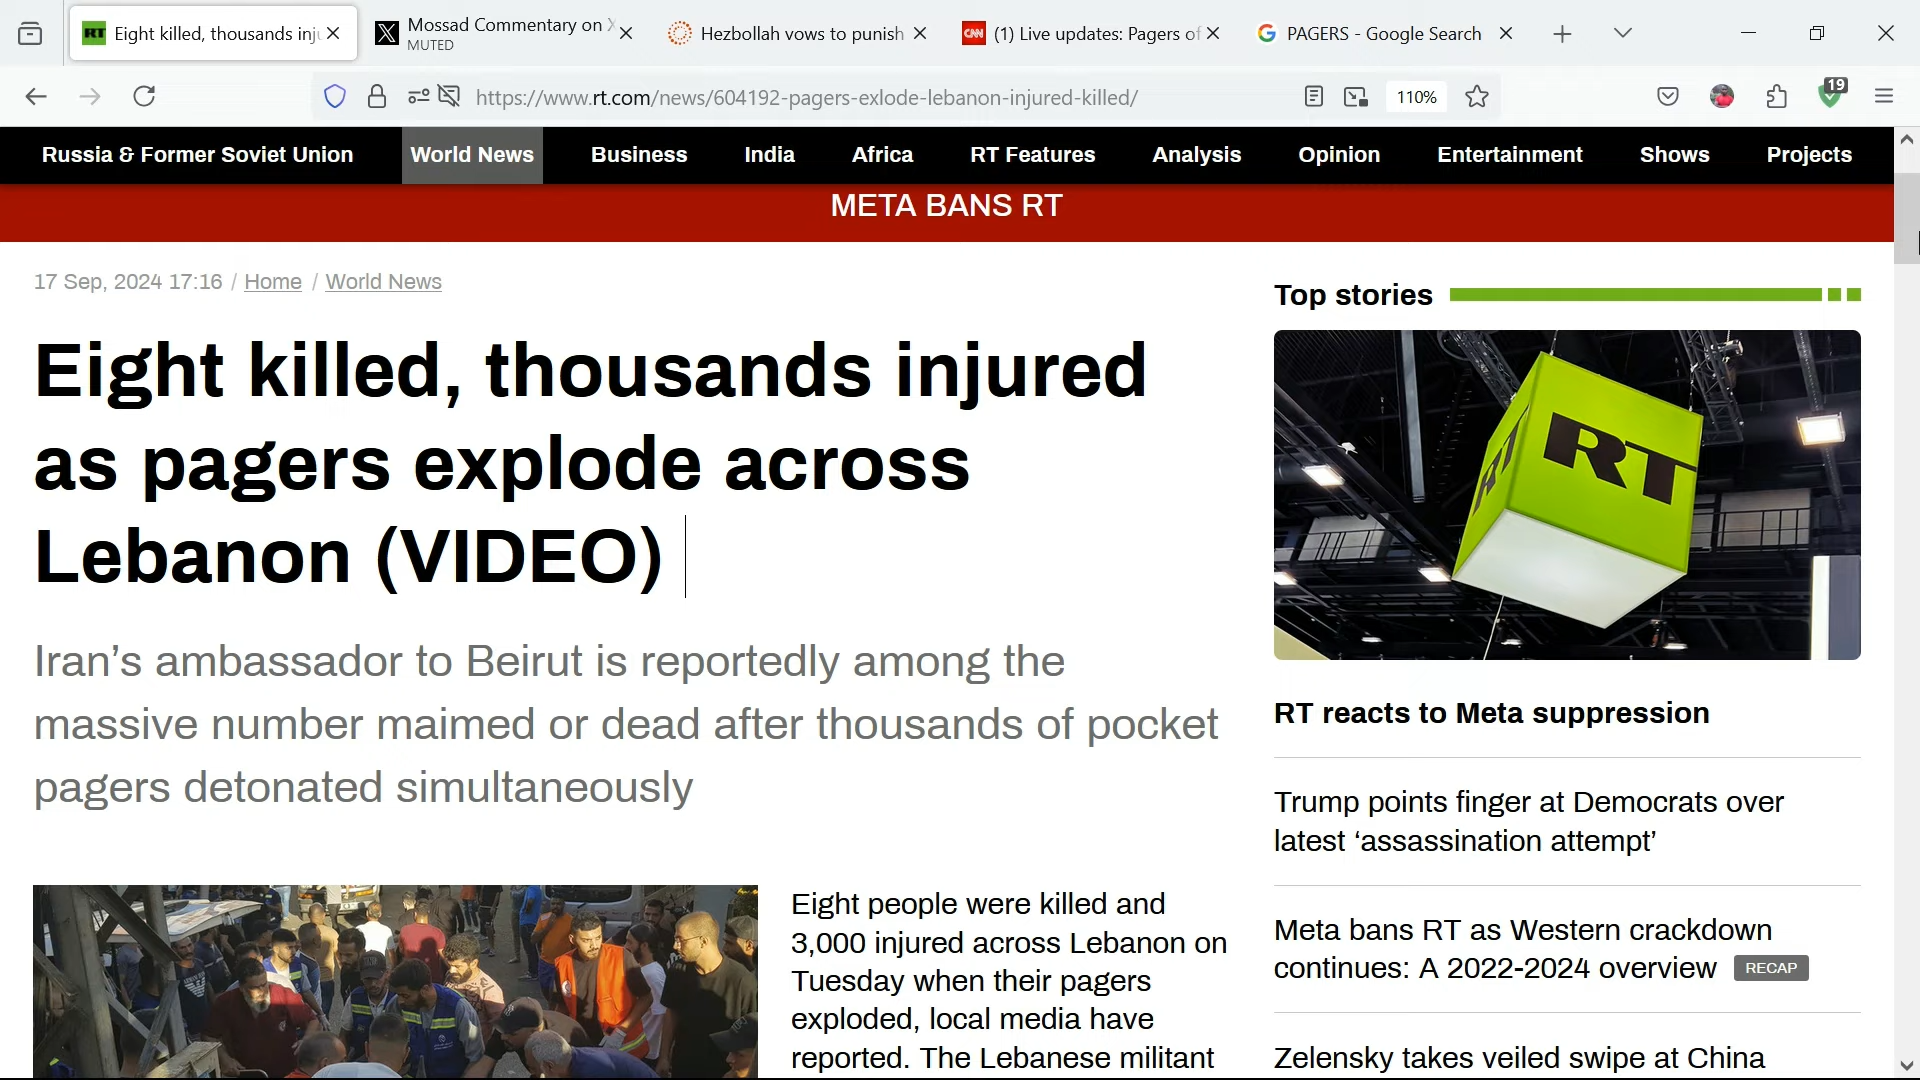 Eight killed, thousands inju
Mossad Commentary on X
MUTED
Hezbollah vows to punish
CNN
(1) Live updates: Pagers of
PAGERS - Google Search
https://www.rt.com/news/604192-pagers-exlode-lebanon-injured-killed/
110%
19
Russia & Former Soviet Union
World News
Business
India
Africa
RT Features
Analysis
Opinion
Entertainment
Shows
Projects
META BANS RT
17 Sep, 2024 17:16 / Home / World News
Eight killed, thousands injured
as pagers explode across
Lebanon (VIDEO)
Iran’s ambassador to Beirut is reportedly among the
massive number maimed or dead after thousands of pocket
pagers detonated simultaneously
Eight people were killed and
3,000 injured across Lebanon on
Tuesday when their pagers
exploded, local media have
reported. The Lebanese militant
Top stories
RT
RT
RT reacts to Meta suppression
Trump points finger at Democrats over
latest ‘assassination attempt’
Meta bans RT as Western crackdown
continues: A 2022-2024 overview RECAP
Zelensky takes veiled swipe at China